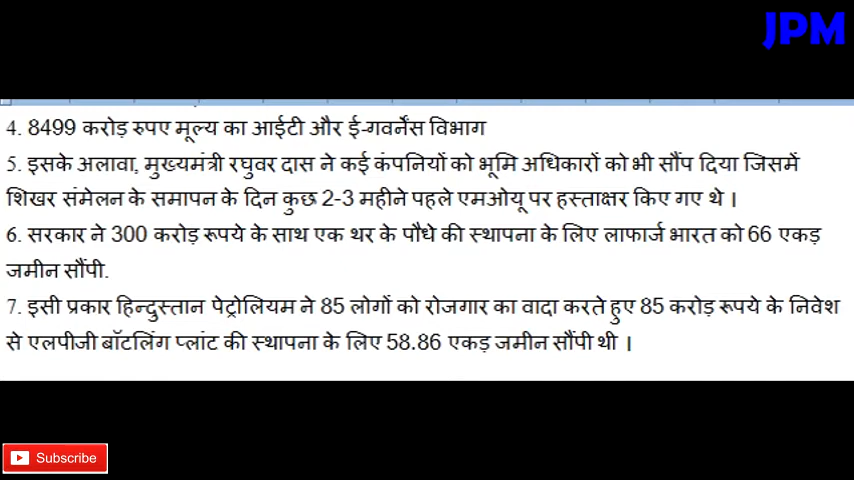 JPM
4. 8499 करोड़ रुपए मूल्य का आईटी और ई-गवर्नेंस विभाग
5. इसके अलावा, मुख्यमंत्री रघुवर दास ने कई कंपनियों को भूमि अधिकारों को भी सौंप दिया जिसमें
शिखर संमेलन के समापन के दिन कुछ 2-3 महीने पहले एमओयू पर हस्ताक्षर किए गए थे ।
6. सरकार ने 300 करोड़ रूपये के साथ एक थर के पौधे की स्थापना के लिए लाफार्ज भारत को 66 एकड़
जमीन सौंपी.
7. इसी प्रकार हिन्दुस्तान पेट्रोलियम ने 85 लोगों को रोजगार का वादा करते हुए 85 करोड़ रूपये के निवेश
से एलपीजी बॉटलिंग प्लांट की स्थापना के लिए 58.86 एकड़ जमीन सौंपी थी ।
Subscribe